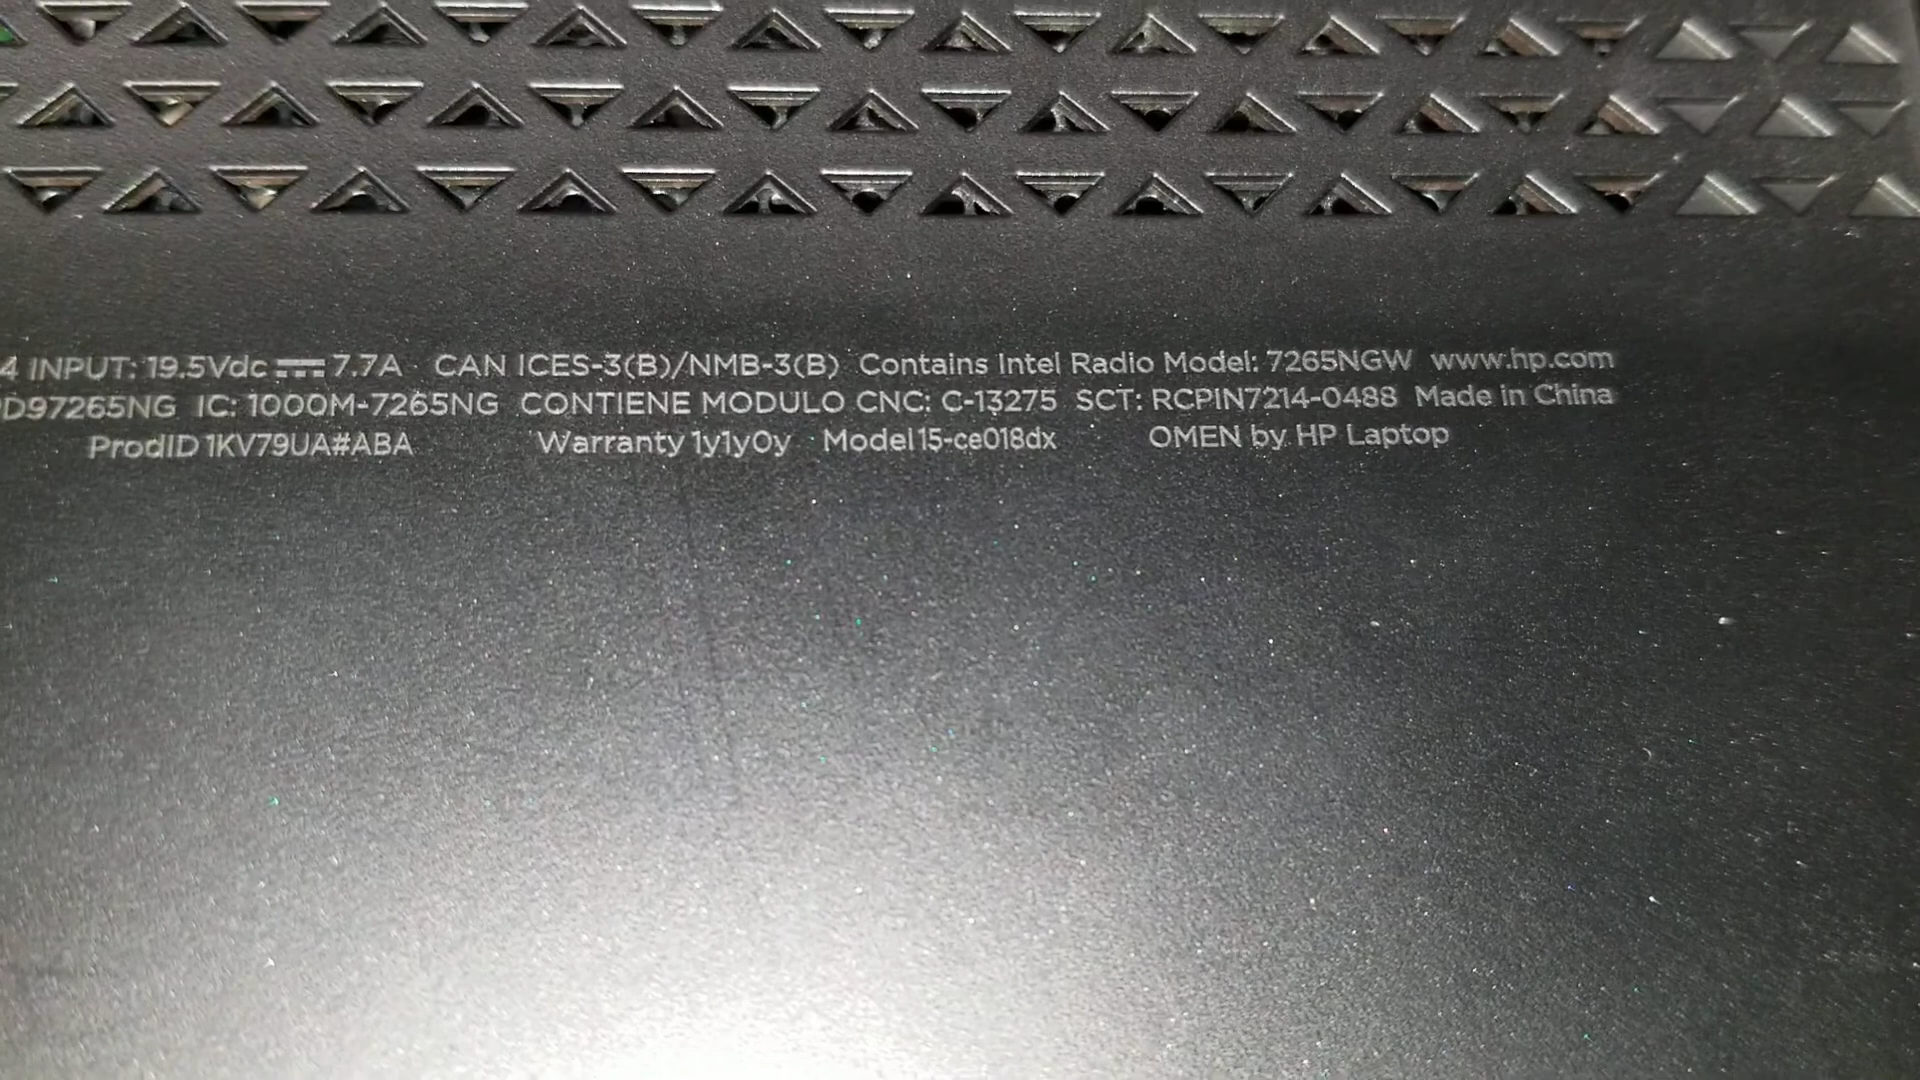 4 INPUT: 19.5Vdc ⎓ 7.7A CAN ICES-3(B)/NMB-3(B) Contains Intel Radio Model: 7265NGW www.hp.com
D97265NG IC: 1000M-7265NG CONTIENE MODULO CNC: C-13275 SCT: RCPIN7214-0488 Made in China
ProdID 1KV79UA#ABA Warranty 1y1y0y Model 15-ce018dx OMEN by HP Laptop